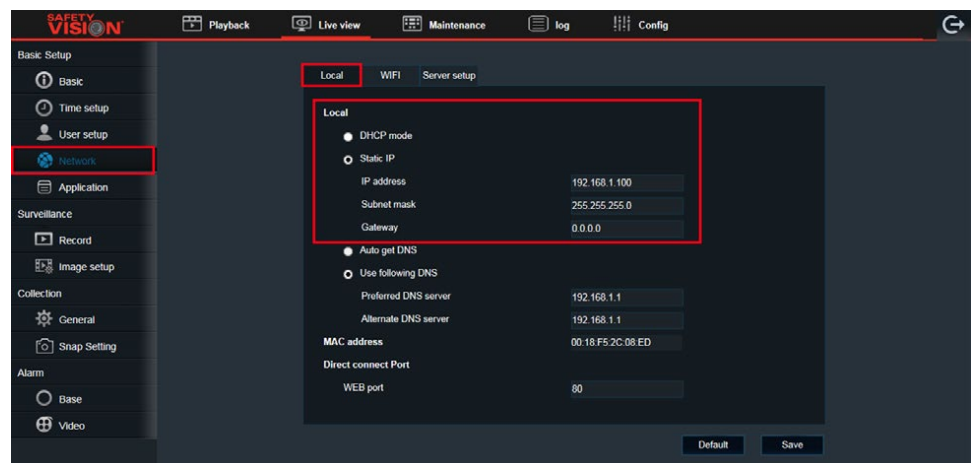 SAFETY
VISION
Playback
Live view
Maintenance
log
Config
Basic Setup
Basic
Time setup
User setup
Network
Application
Surveillance
Record
Image setup
Collection
General
Snap Setting
Alarm
Base
Video
Local WIFI Server setup
Local
DHCP mode
Static IP
IP address 192.168.1.100
Subnet mask 255.255.255.0
Gateway 0.0.0.0
Auto get DNS
Use following DNS
Preferred DNS server 192.168.1.1
Alternate DNS server 192.168.1.1
MAC address 00:18:F5:2C:08:ED
Direct connect Port
WEB port 80
Default Save